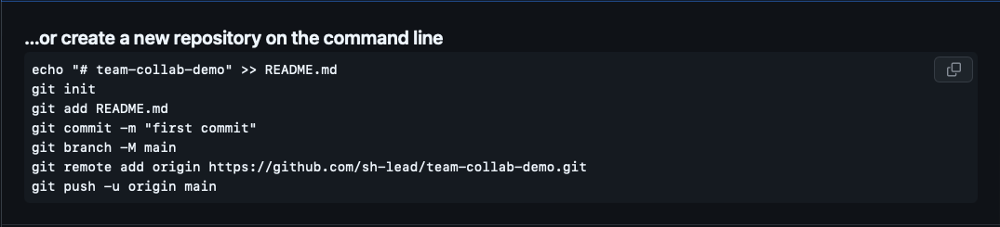 ...or create a new repository on the command line
echo "# team-collab-demo" >> README.md
git init
git add README.md
git commit -m "first commit"
git branch -M main
git remote add origin https://github.com/sh-lead/team-collab-demo.git
git push -u origin main